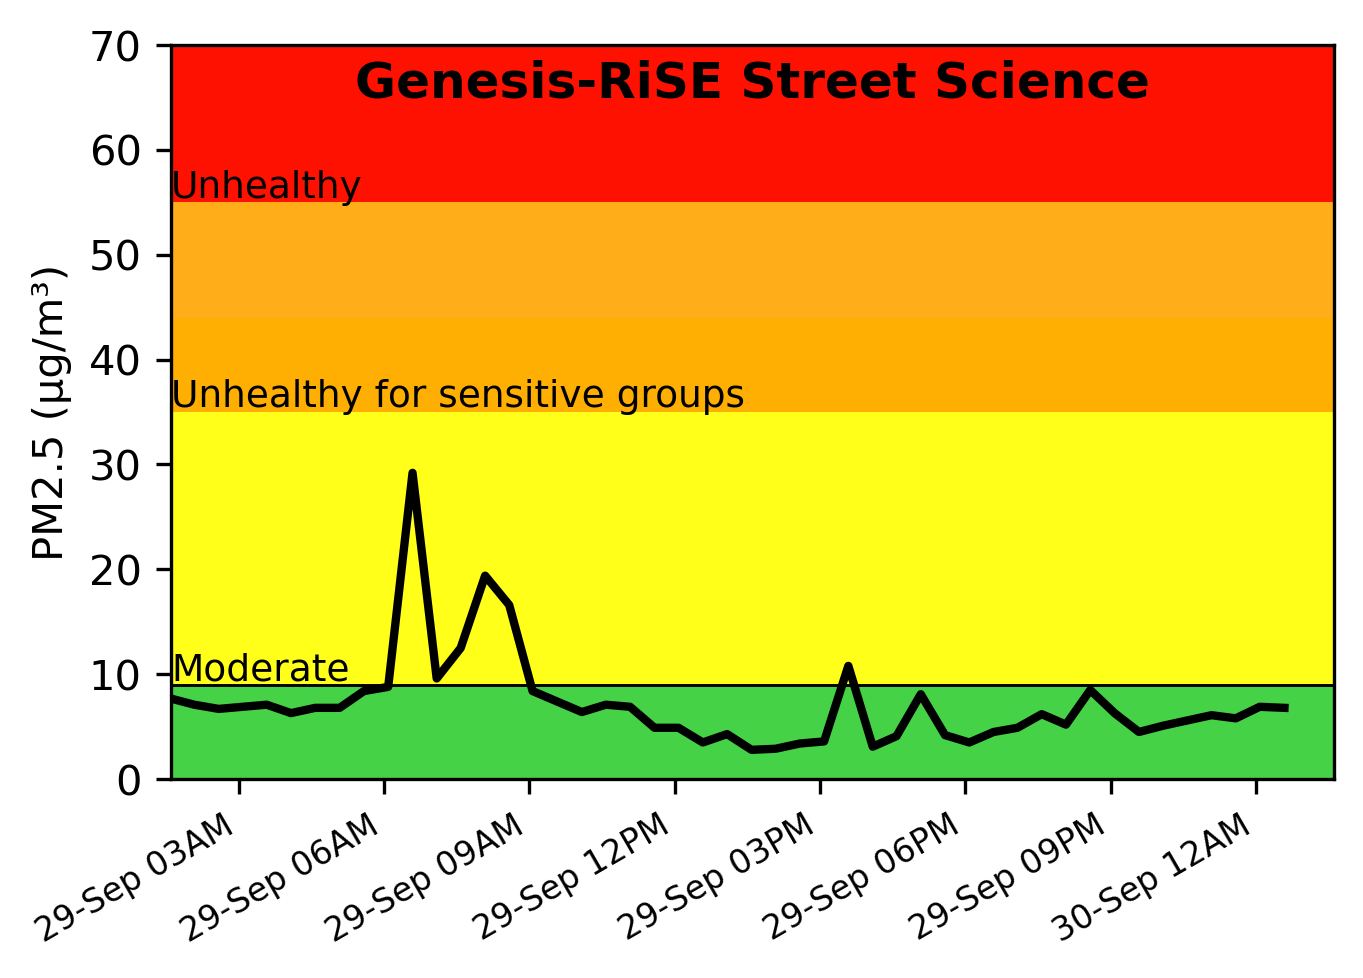 Genesis-RiSE Street Science
70
60
50
40
30
20
10
0
PM2.5 (µg/m³)
Unhealthy
Unhealthy for sensitive groups
Moderate
29-Sep 03AM
29-Sep 06AM
29-Sep 09AM
29-Sep 12PM
29-Sep 03PM
29-Sep 06PM
29-Sep 09PM
30-Sep 12AM